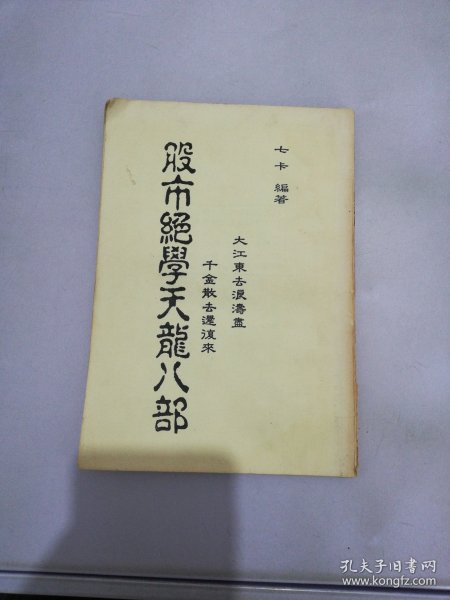 七卡 編著
大江東去浪濤盡
千金散去還復來
股市絕學天龍八部
孔夫子旧书网
www.kongfz.com